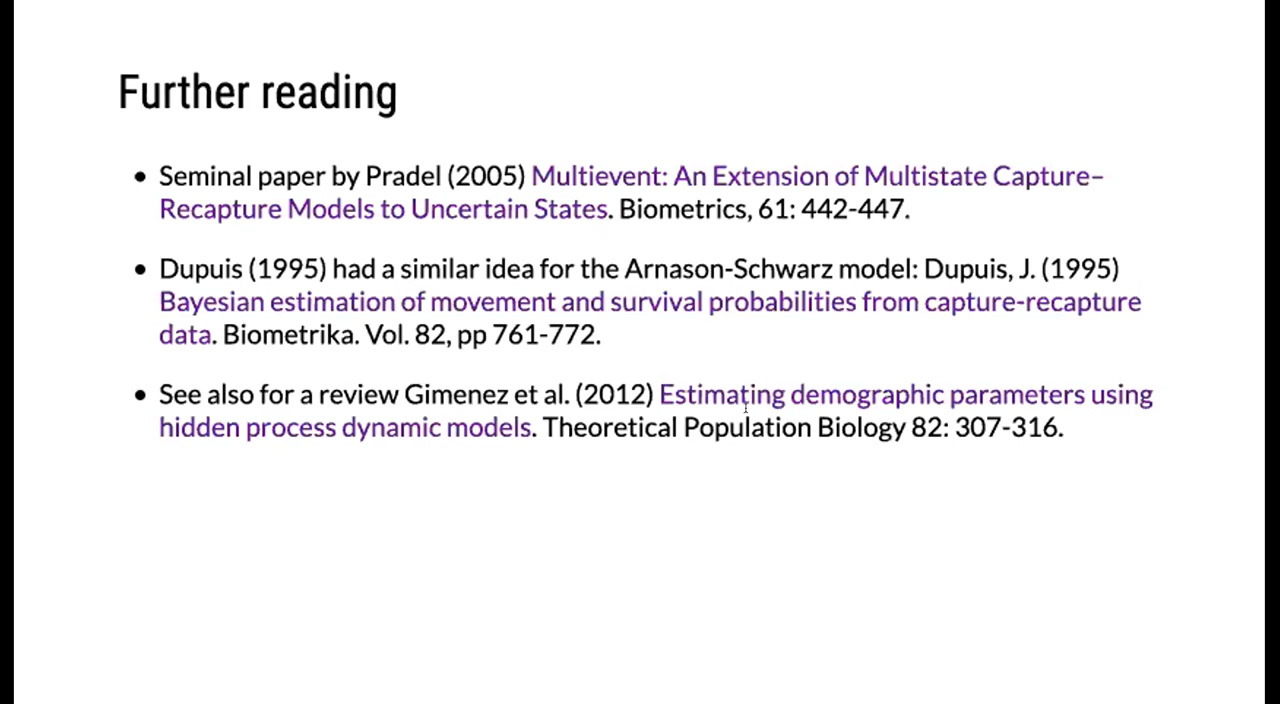 Further reading
• Seminal paper by Pradel (2005) Multievent: An Extension of Multistate Capture–
Recapture Models to Uncertain States. Biometrics, 61: 442-447.
• Dupuis (1995) had a similar idea for the Arnason-Schwarz model: Dupuis, J. (1995)
Bayesian estimation of movement and survival probabilities from capture-recapture
data. Biometrika. Vol. 82, pp 761-772.
• See also for a review Gimenez et al. (2012) Estimating demographic parameters using
hidden process dynamic models. Theoretical Population Biology 82: 307-316.